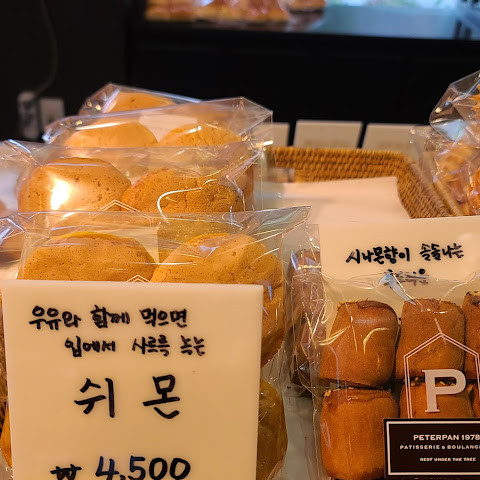 우유와 함께 먹으면
입에서 사르륵 녹는
쉬몬
₩ 4,500
시나몬향이 솔솔나는
P
PETERPAN 1978
PATISSERIE & BOULANGE
REST UNDER THE TREE